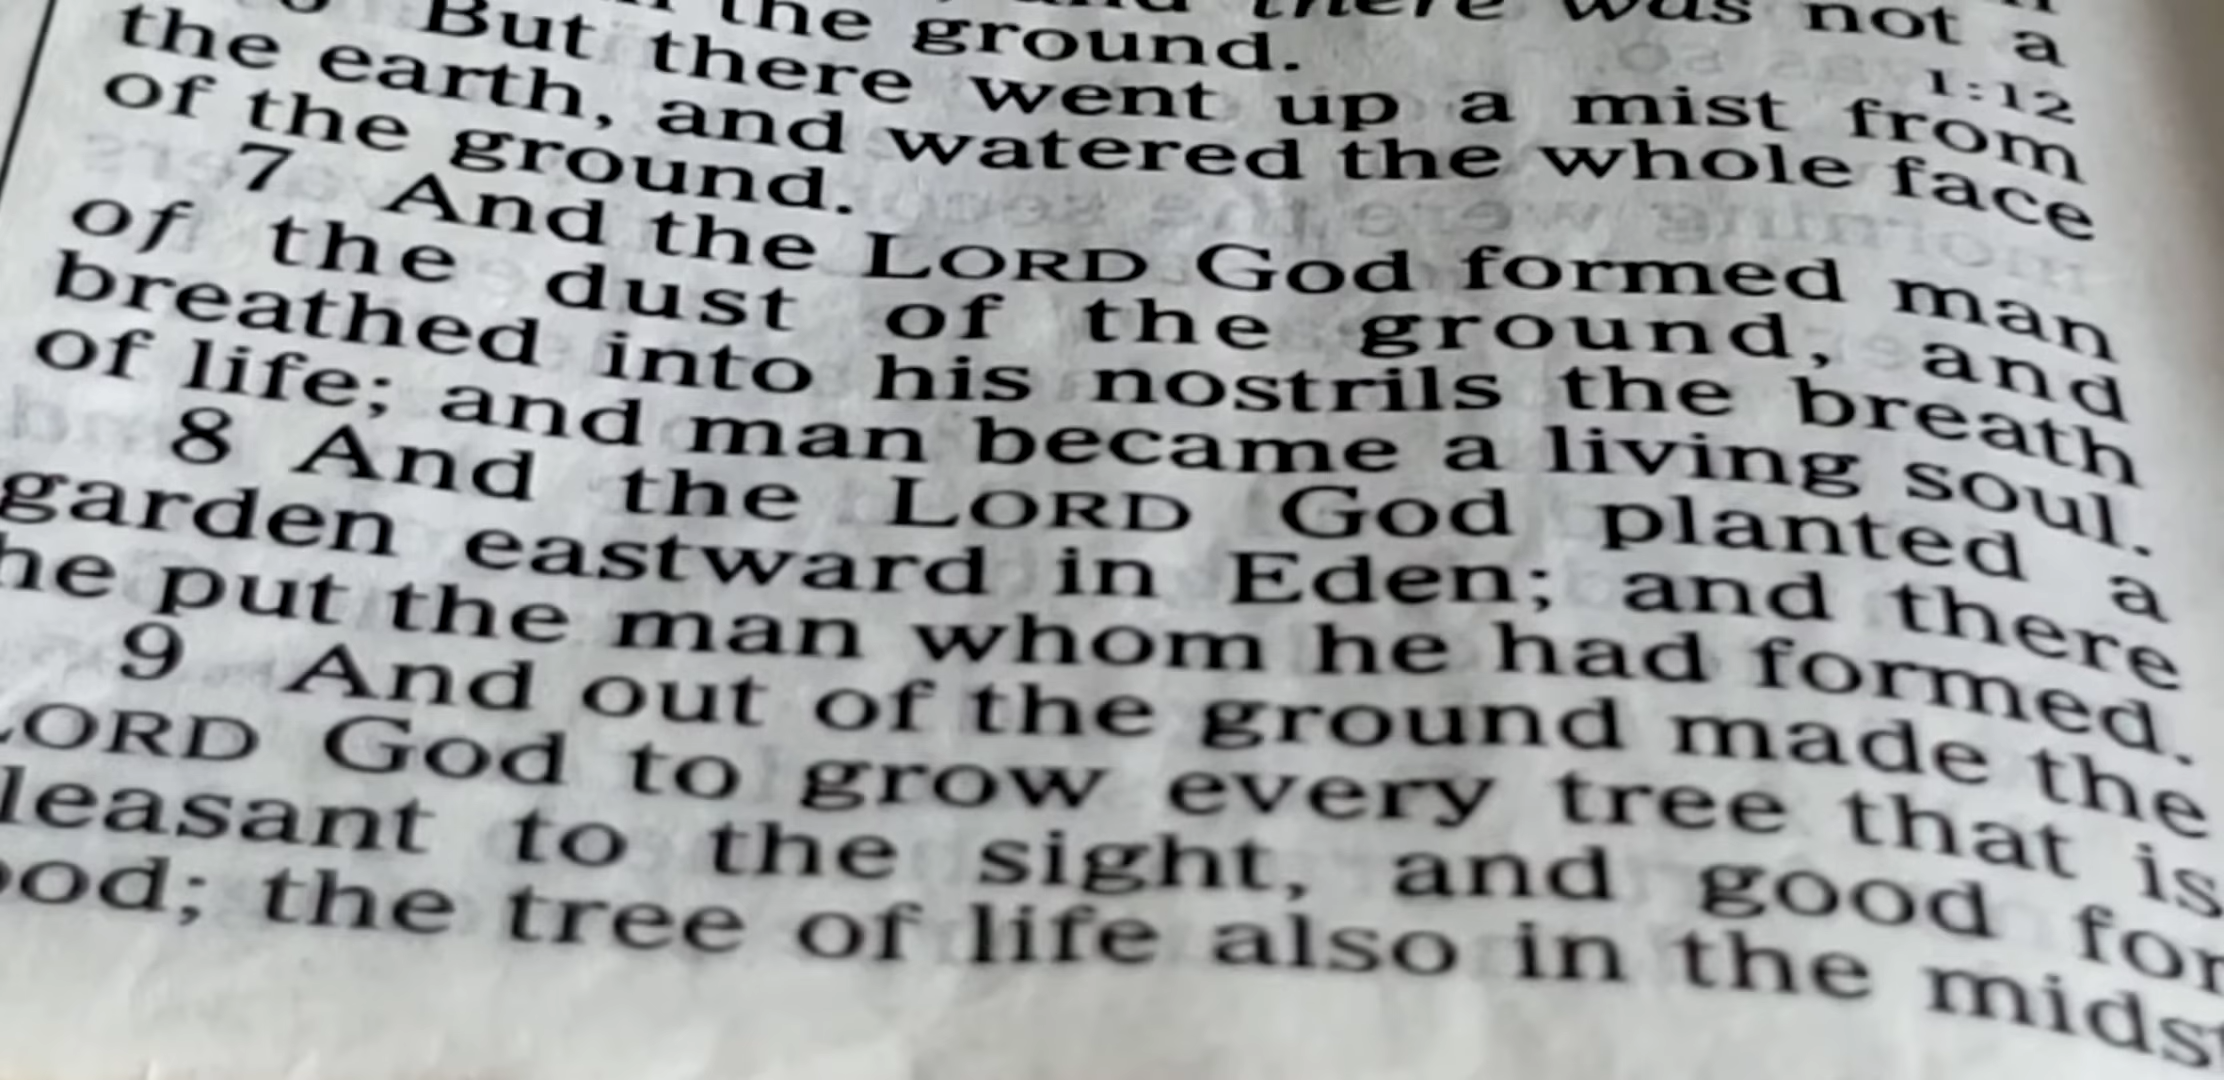 there was not a
the ground.
1:12
But there went up a mist from
the earth, and watered the whole face
of the ground.
7 And the LORD God formed man
of the dust of the ground, and
breathed into his nostrils the breath
of life; and man became a living soul.
8 And the LORD God planted a
garden eastward in Eden; and there
he put the man whom he had formed.
9 And out of the ground made the
LORD God to grow every tree that is
leasant to the sight, and good for
ood; the tree of life also in the midst